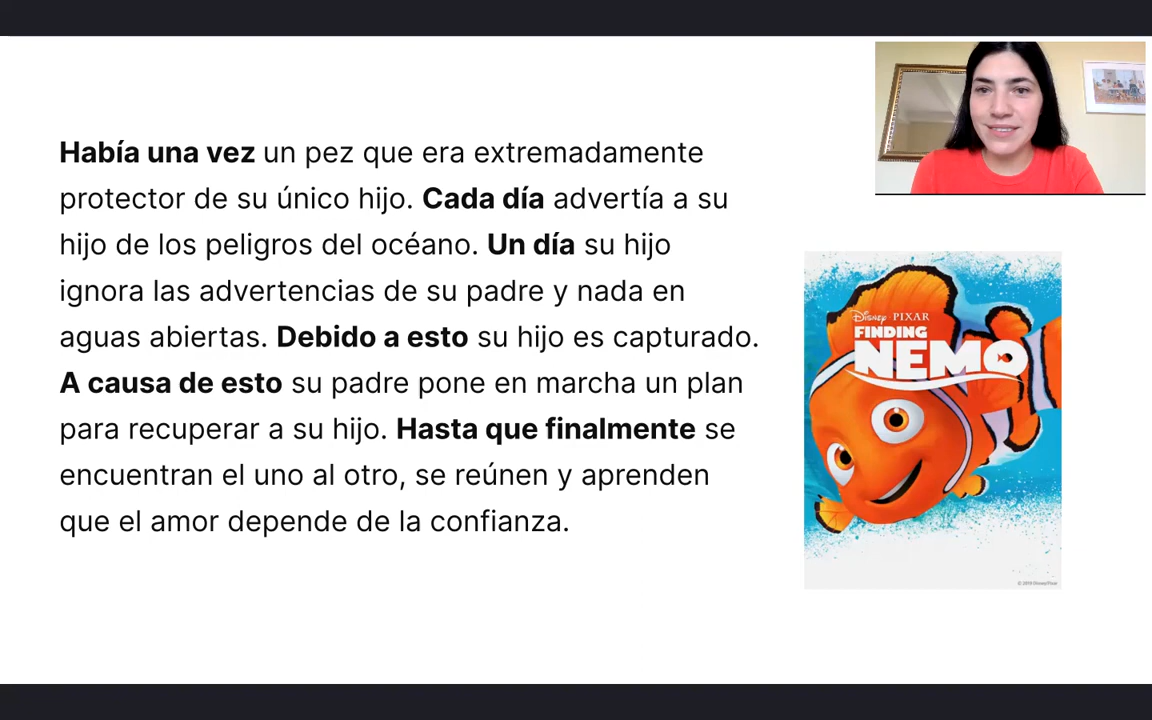 Había una vez un pez que era extremadamente
protector de su único hijo. Cada día advertía a su
hijo de los peligros del océano. Un día su hijo
ignora las advertencias de su padre y nada en
aguas abiertas. Debido a esto su hijo es capturado.
A causa de esto su padre pone en marcha un plan
para recuperar a su hijo. Hasta que finalmente se
encuentran el uno al otro, se reúnen y aprenden
que el amor depende de la confianza.
Disney PIXAR
FINDING
NEMO
© 2019 Disney/Pixar